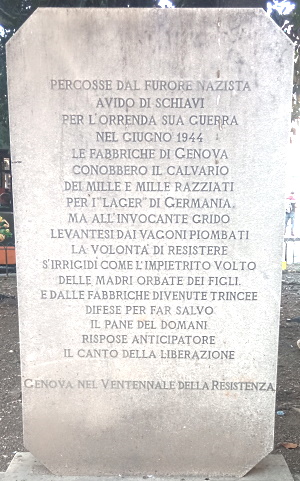 PERCOSSE DAL FURORE NAZISTA
AVIDO DI SCHIAVI
PER L'ORRENDA SUA GUERRA
NEL GIUGNO 1944
LE FABBRICHE DI GENOVA
CONOBBERO IL CALVARIO
DEI MILLE E MILLE RAZZIATI
PER I "LAGER" DI GERMANIA.
MA ALL'INVOCANTE GRIDO
LEVANTESI DAI VAGONI PIOMBATI
LA VOLONTÀ DI RESISTERE
S'IRRIGIDÌ COME L'IMPIETRITO VOLTO
DELLE MADRI ORBATE DEI FIGLI.
E DALLE FABBRICHE DIVENUTE TRINCEE
DIFESE PER FAR SALVO
IL PANE DEL DOMANI
RISPOSE ANTICIPATORE
IL CANTO DELLA LIBERAZIONE
GENOVA NEL VENTENNALE DELLA RESISTENZA